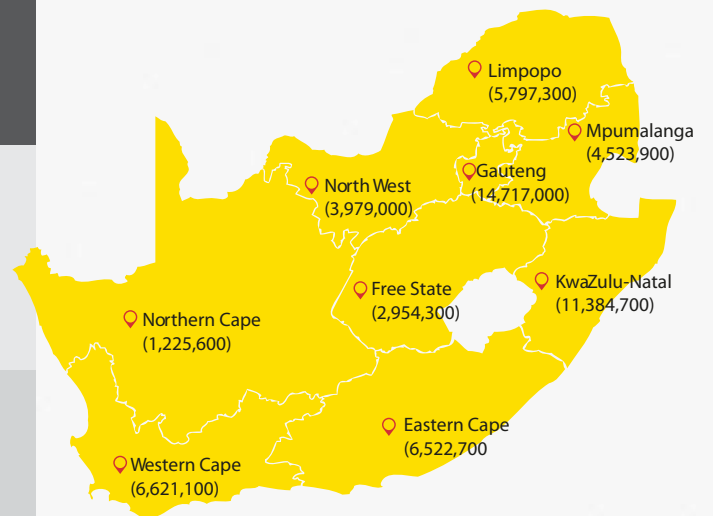 Limpopo
(5,797,300)
Mpumalanga
(4,523,900)
Gauteng
(14,717,000)
North West
(3,979,000)
KwaZulu-Natal
(11,384,700)
Free State
(2,954,300)
Northern Cape
(1,225,600)
Eastern Cape
(6,522,700
Western Cape
(6,621,100)